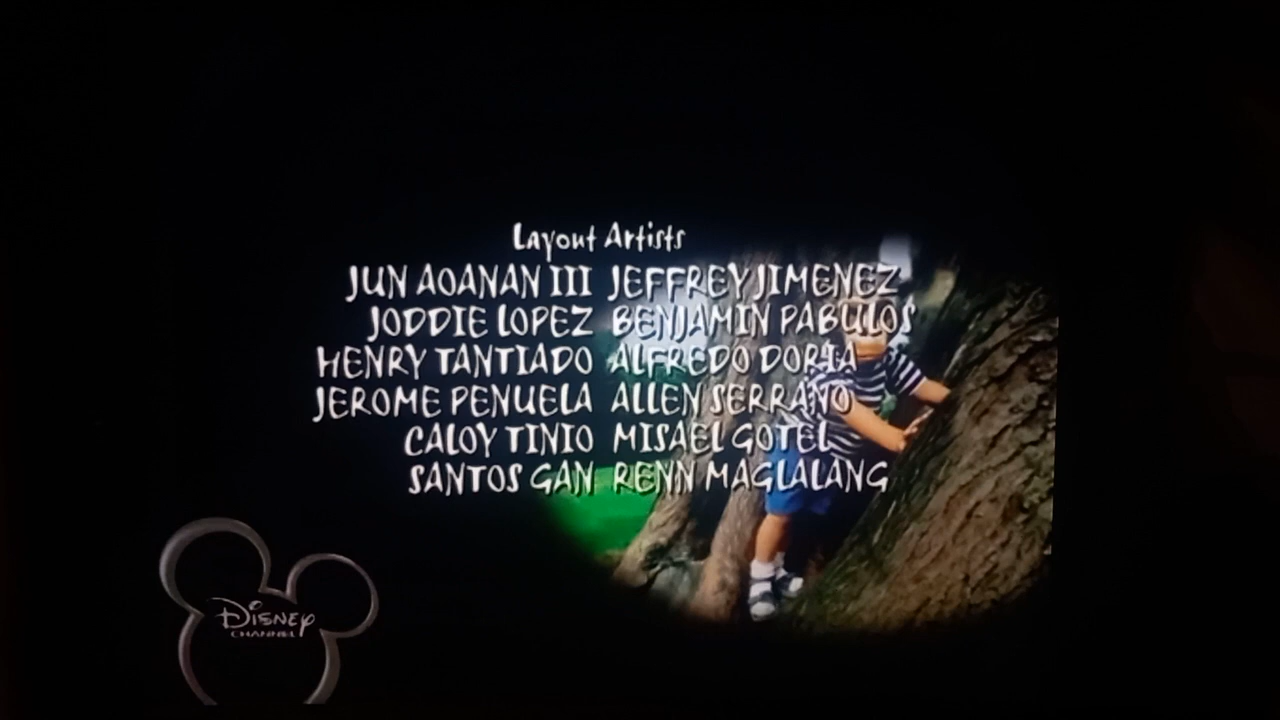 Layout Artists
JUN AOANAN III JEFFREY JIMENEZ
JODDIE LOPEZ BENJAMIN PABULOS
HENRY TANTIADO ALFREDO DORIA
JEROME PENUELA ALLEN SERRANO
CALOY TINIO MISAEL GOTEL
SANTOS GAN RENN MAGLALANG
Disney
CHANNEL